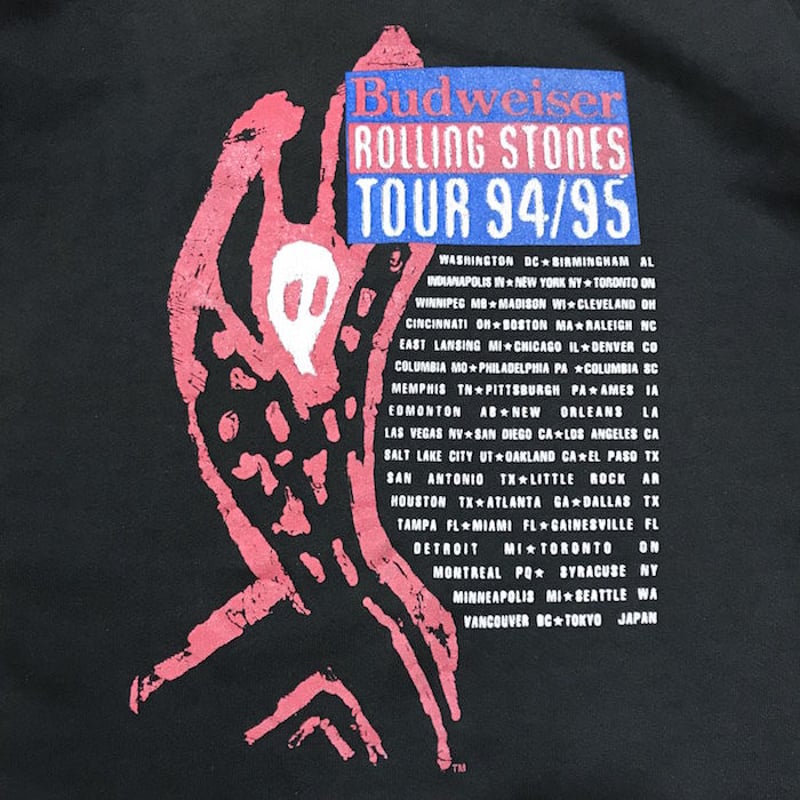 Budweiser
ROLLING STONES
TOUR 94/95
WASHINGTON DC★BIRMINGHAM AL
INDIANAPOLIS IN★NEW YORK NY★TORONTO ON
WINNIPEG MB★MADISON WI★CLEVELAND OH
CINCINNATI OH★BOSTON MA★RALEIGH NC
EAST LANSING MI★CHICAGO IL★DENVER CO
COLUMBIA MO★PHILADELPHIA PA ★COLUMBIA SC
MEMPHIS TN★PITTSBURGH PA★AMES IA
EDMONTON AB★NEW ORLEANS LA
LAS VEGAS NV★SAN DIEGO CA★LOS ANGELES CA
SALT LAKE CITY UT★OAKLAND CA★EL PASO TX
SAN ANTONIO TX★LITTLE ROCK AR
HOUSTON TX★ATLANTA GA★DALLAS TX
TAMPA FL★MIAMI FL★GAINESVILLE FL
DETROIT MI★TORONTO ON
MONTREAL PQ★ SYRACUSE NY
MINNEAPOLIS MI★SEATTLE WA
VANCOUVER BC★TOKYO JAPAN
TM